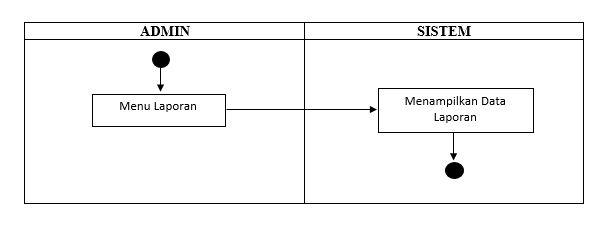 ADMIN
SISTEM
Menu Laporan
Menampilkan Data
Laporan